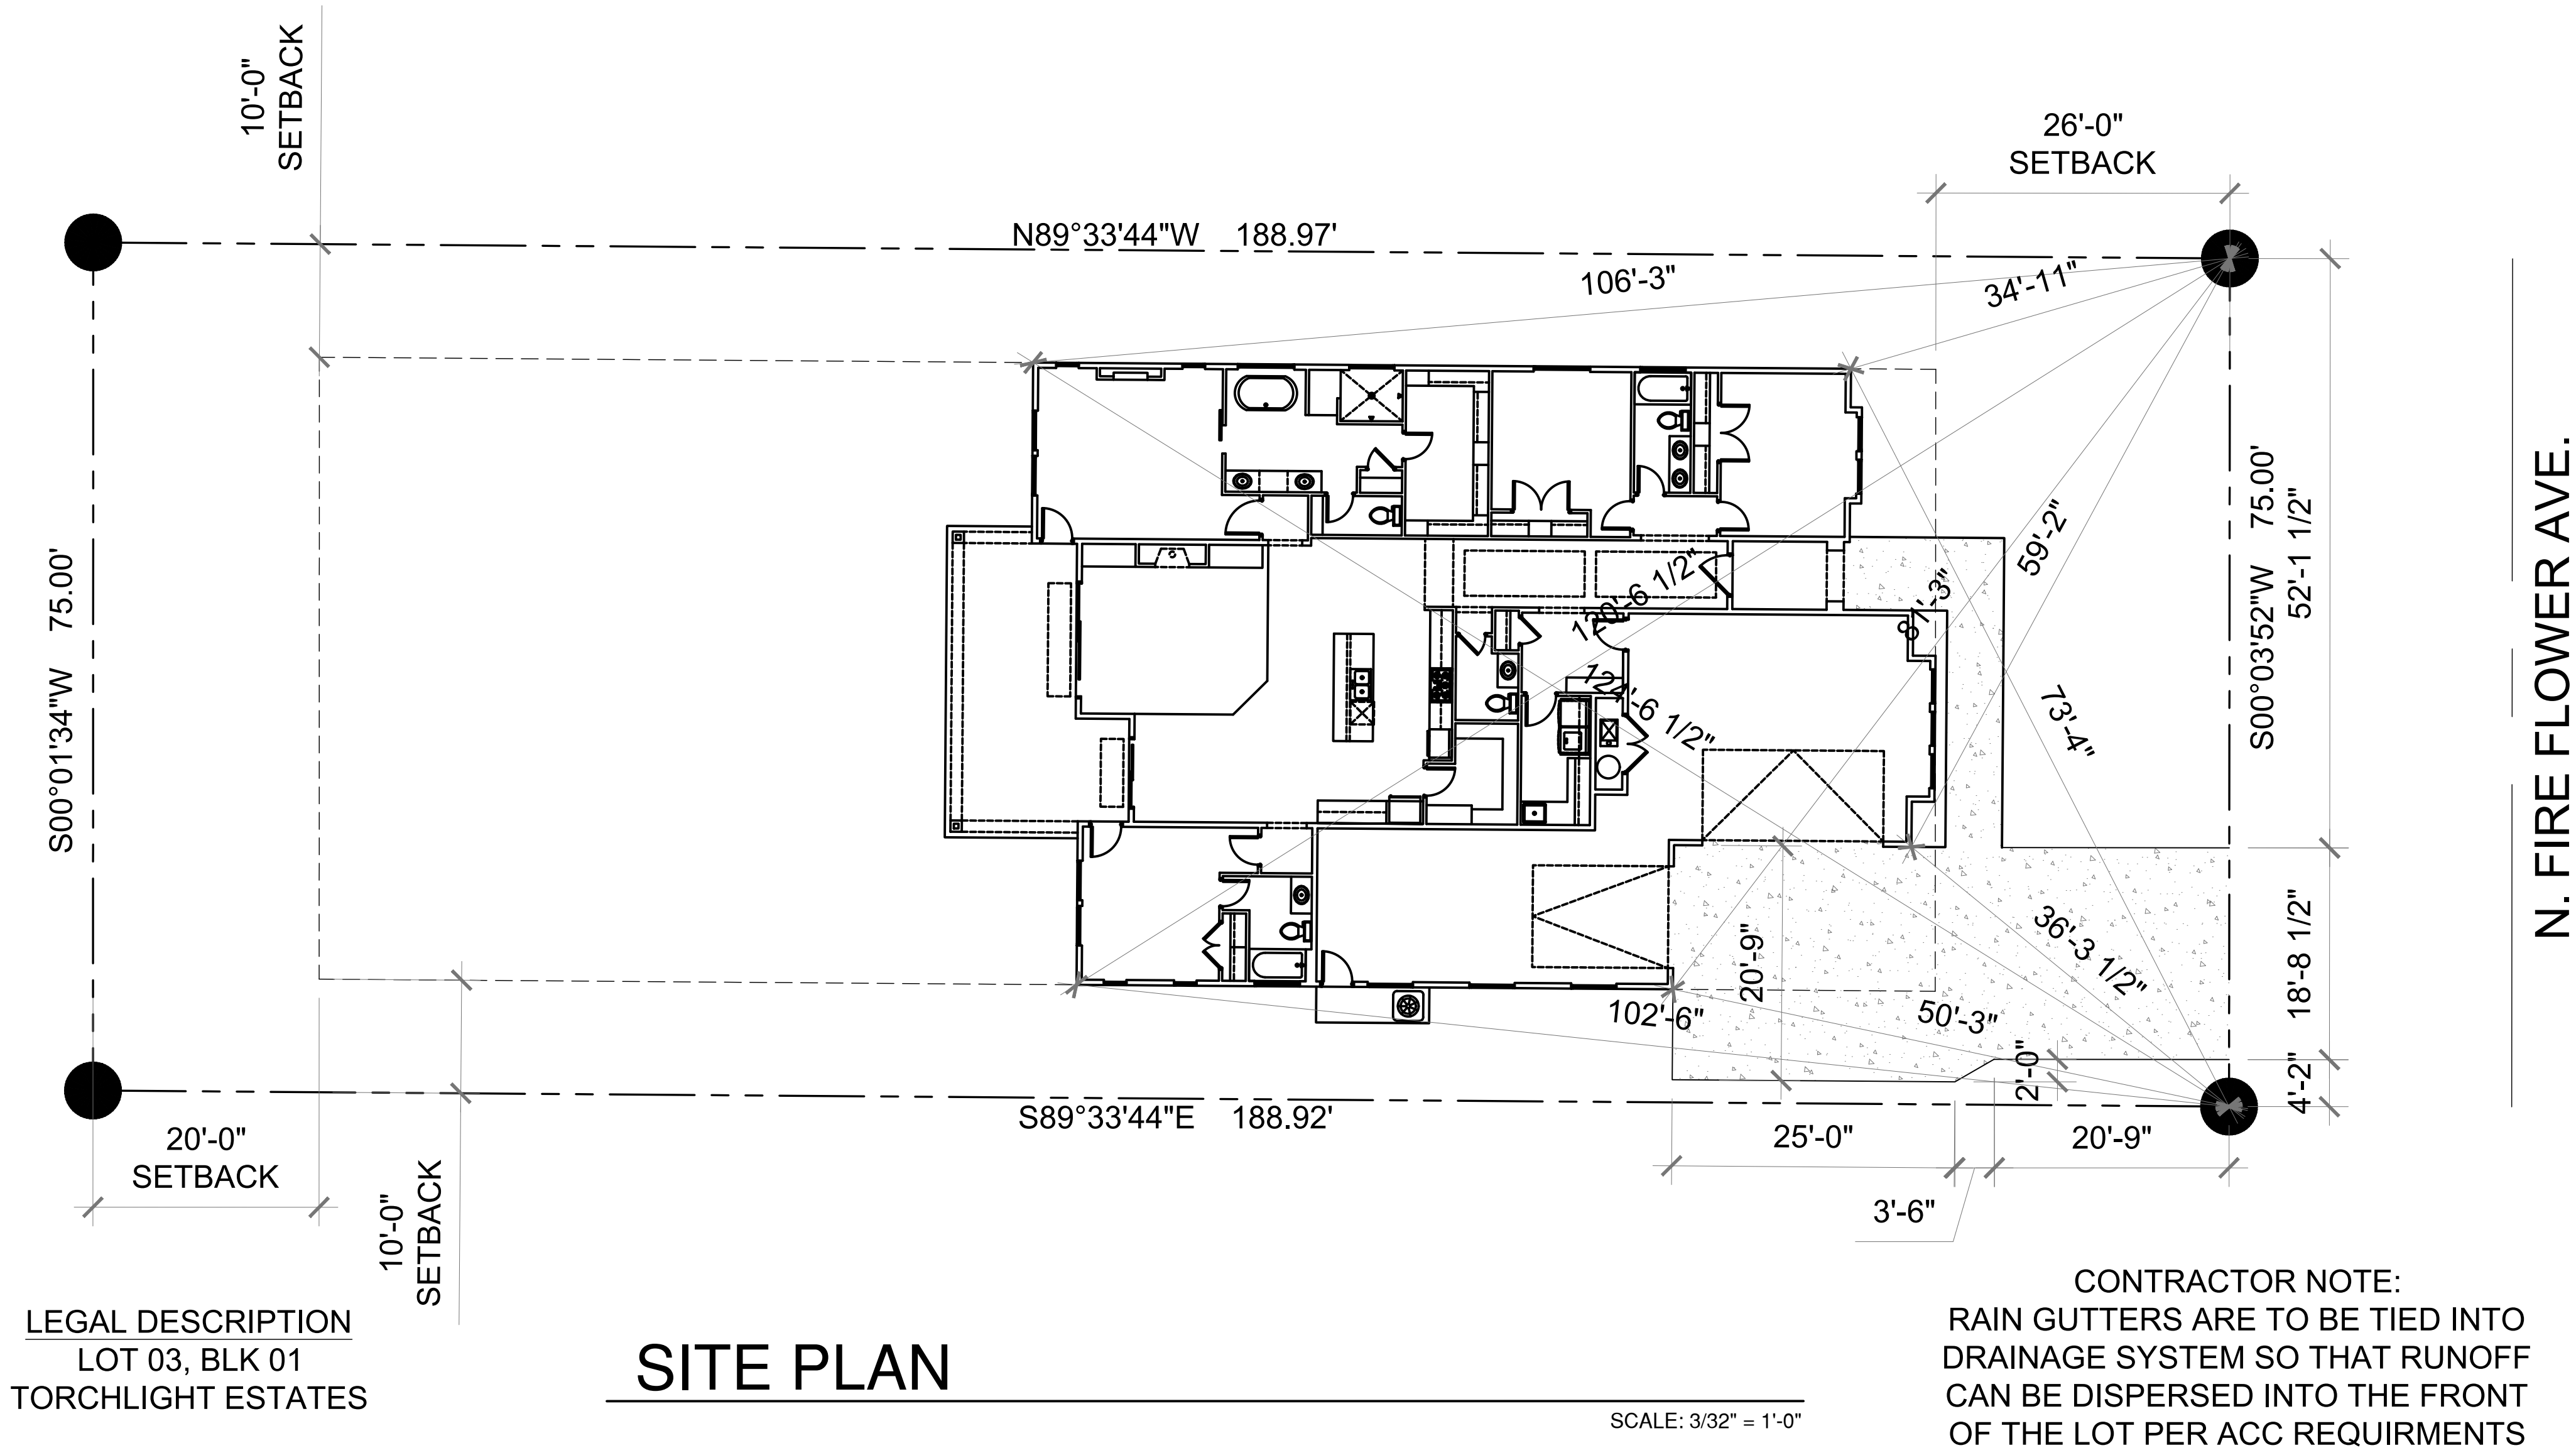 10'-0"
SETBACK
26'-0"
SETBACK
N89°33'44"W 188.97'
106'-3"
34'-11"
59'-2"
61'-3"
120'-6 1/2"
124'-6 1/2"
73'-4"
S00°03'52"W 75.00'
52'-1 1/2"
N. FIRE FLOWER AVE.
S00°01'34"W 75.00'
20'-9"
36'-3 1/2"
18'-8 1/2"
102'-6"
50'-3"
2'-0"
4'-2"
S89°33'44"E 188.92'
20'-0"
SETBACK
10'-0"
SETBACK
25'-0"
20'-9"
3'-6"
LEGAL DESCRIPTION
LOT 03, BLK 01
TORCHLIGHT ESTATES
SITE PLAN
SCALE: 3/32" = 1'-0"
CONTRACTOR NOTE:
RAIN GUTTERS ARE TO BE TIED INTO
DRAINAGE SYSTEM SO THAT RUNOFF
CAN BE DISPERSED INTO THE FRONT
OF THE LOT PER ACC REQUIRMENTS